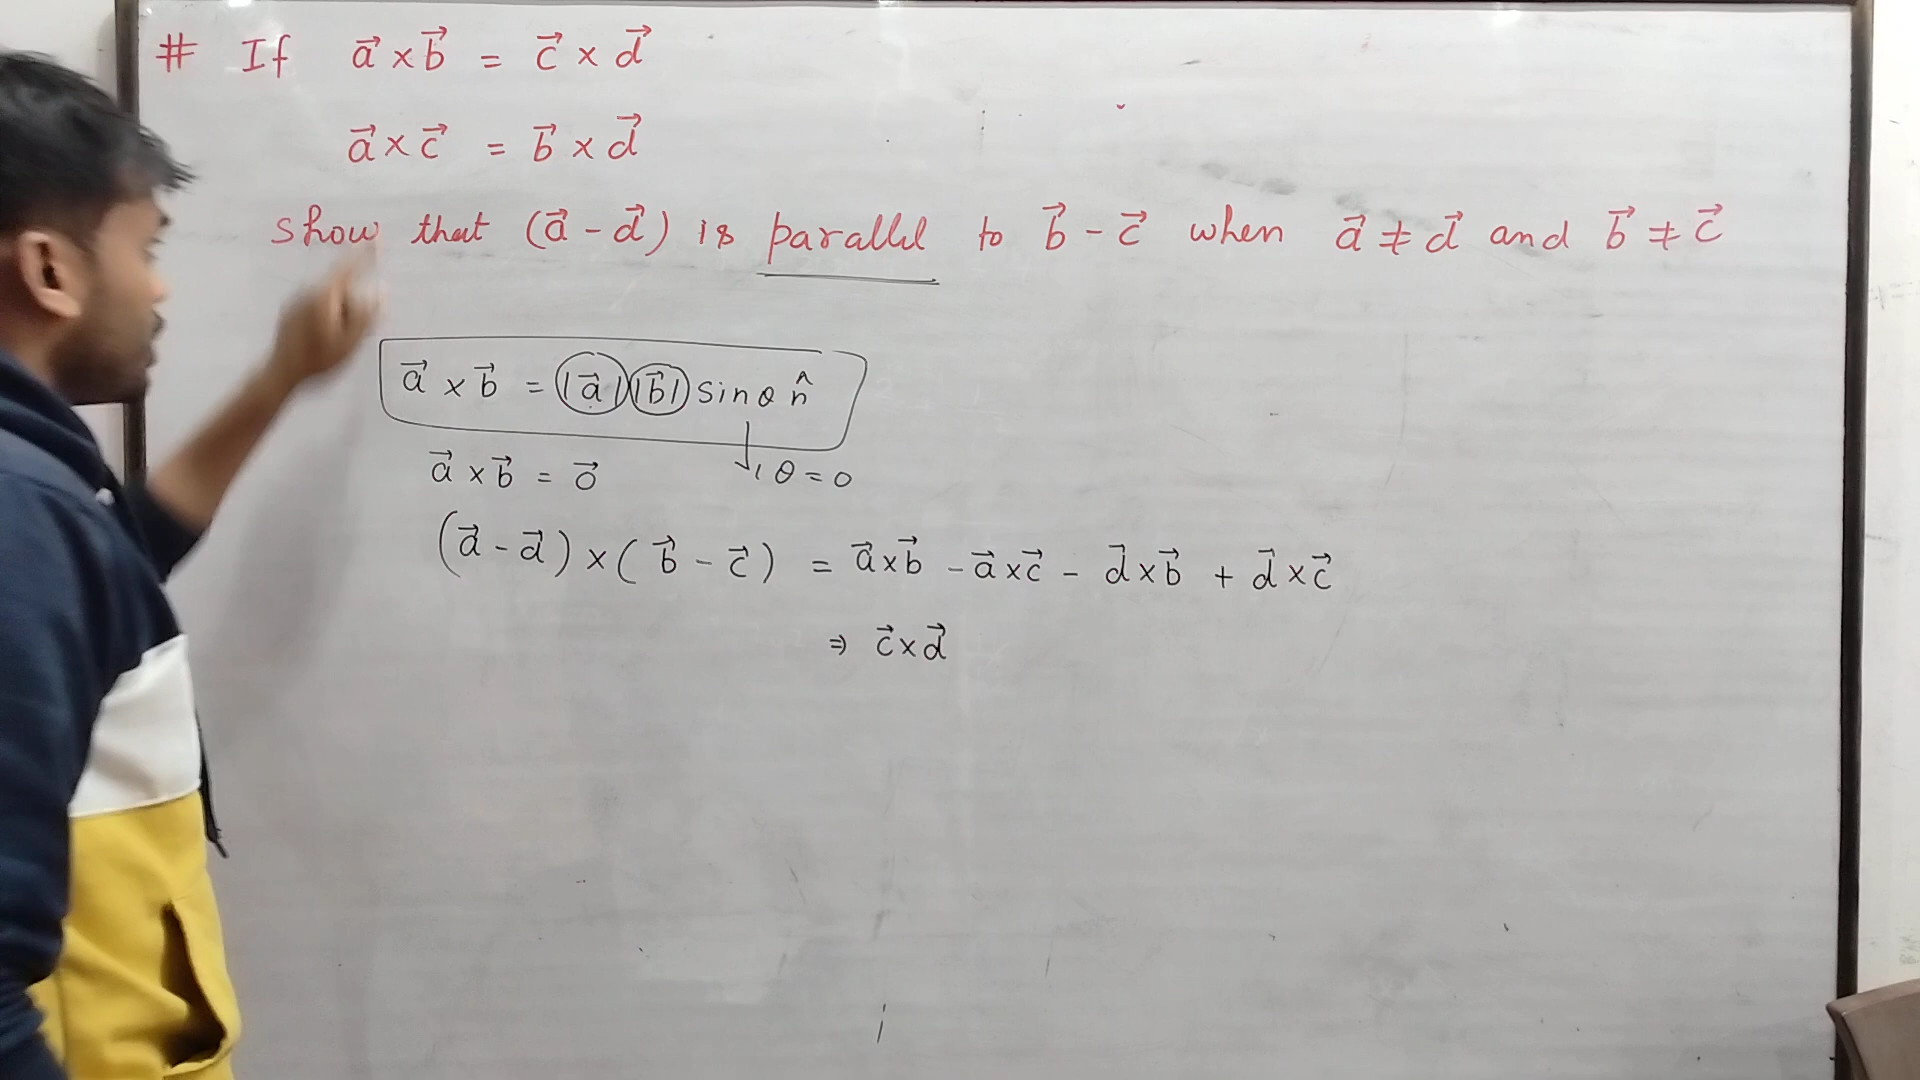 # If a⃗ × b⃗ = c⃗ × d⃗
a⃗ × c⃗ = b⃗ × d⃗
show that (a⃗ - d⃗) is parallel to b⃗ - c⃗ when a⃗ ≠ d⃗ and b⃗ ≠ c⃗
a⃗ × b⃗ = |a⃗||b⃗| sinθ n̂
a⃗ × b⃗ = 0⃗ θ = 0
(a⃗ - d⃗) × (b⃗ - c⃗) = a⃗ × b⃗ - a⃗ × c⃗ - d⃗ × b⃗ + d⃗ × c⃗
⇒ c⃗ × d⃗